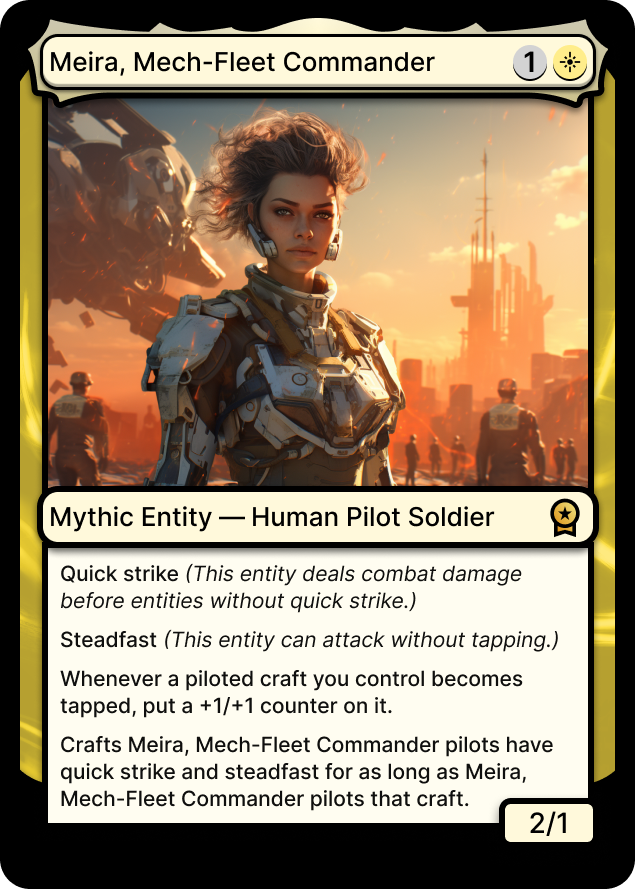 Meira, Mech-Fleet Commander 1
Mythic Entity — Human Pilot Soldier
Quick strike (This entity deals combat damage
before entities without quick strike.)
Steadfast (This entity can attack without tapping.)
Whenever a piloted craft you control becomes
tapped, put a +1/+1 counter on it.
Crafts Meira, Mech-Fleet Commander pilots have
quick strike and steadfast for as long as Meira,
Mech-Fleet Commander pilots that craft.
2/1